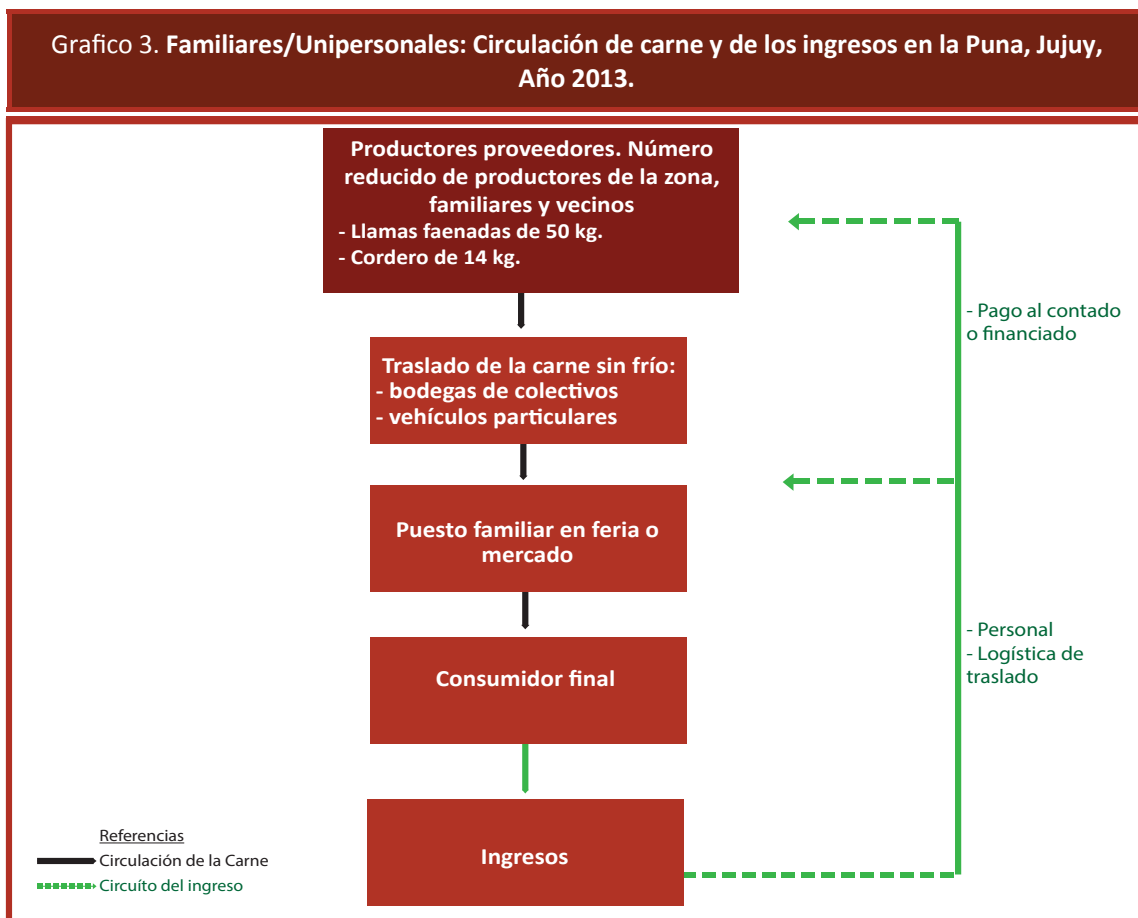 Grafico 3. Familiares/Unipersonales: Circulación de carne y de los ingresos en la Puna, Jujuy,
Año 2013.
Productores proveedores. Número
reducido de productores de la zona,
familiares y vecinos
- Llamas faenadas de 50 kg.
- Cordero de 14 kg.
- Pago al contado
o financiado
Traslado de la carne sin frío:
- bodegas de colectivos
- vehículos particulares
Puesto familiar en feria o
mercado
- Personal
- Logística de
traslado
Consumidor final
Ingresos
Referencias
Circulación de la Carne
Circuíto del ingreso